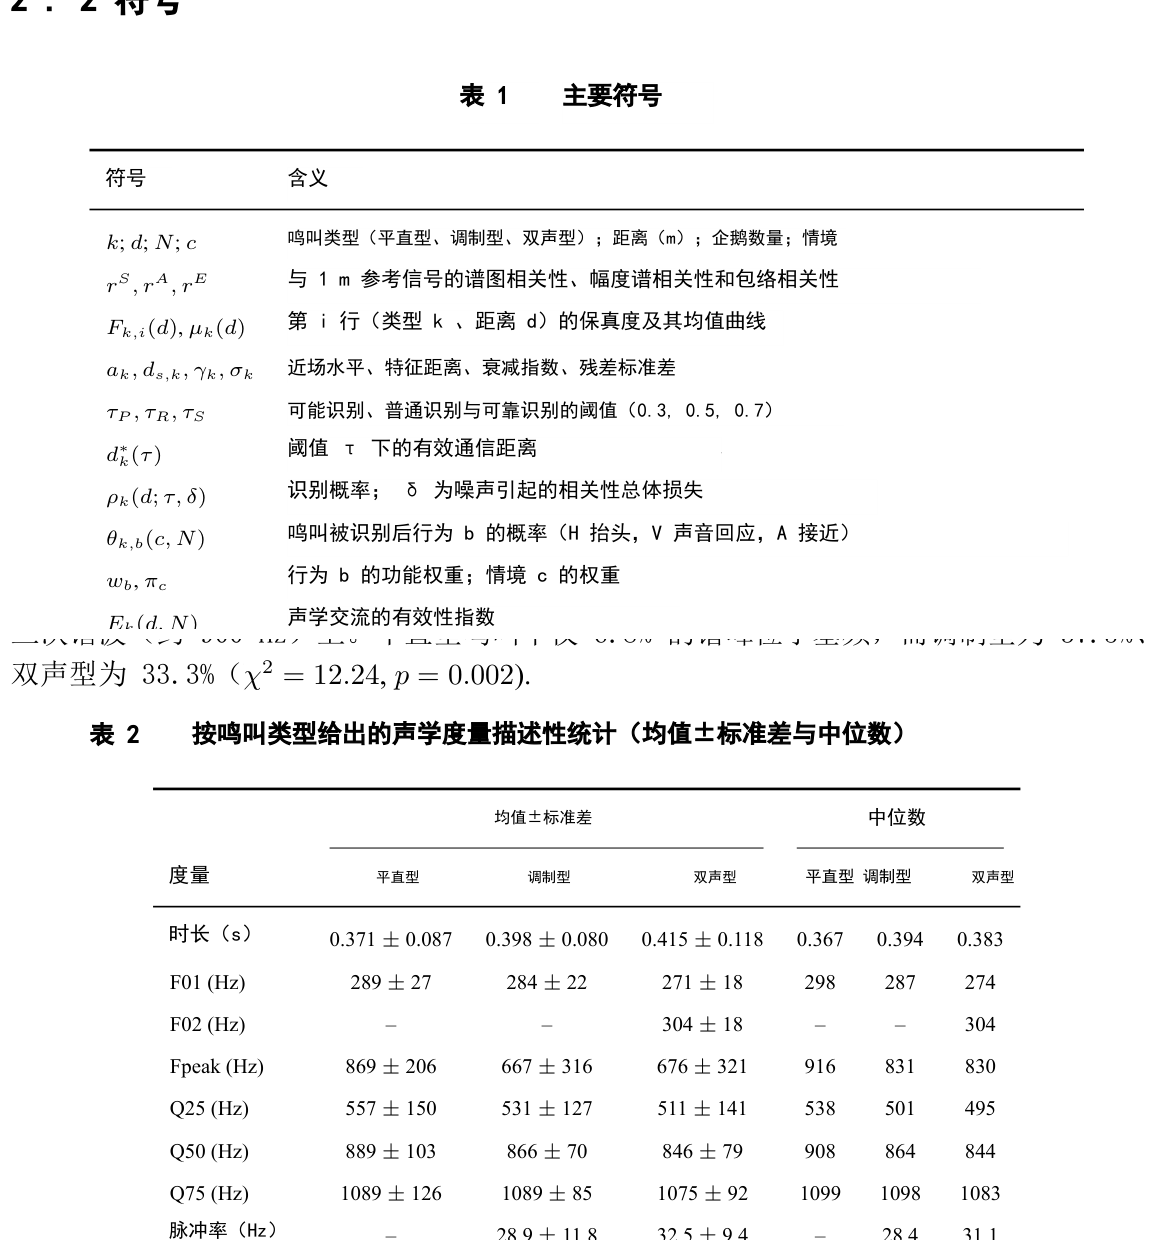 2.2 符号
表 1 主要符号
符号 含义
k; d; N; c 鸣叫类型（平直型、调制型、双声型）；距离（m）；企鹅数量；情境
r^S, r^A, r^E 与 1 m 参考信号的谱图相关性、幅度谱相关性和包络相关性
F_{k,i}(d), μ_k(d) 第 i 行（类型 k 、距离 d）的保真度及其均值曲线
a_k, d_{s,k}, γ_k, σ_k 近场水平、特征距离、衰减指数、残差标准差
τ_P, τ_R, τ_S 可能识别、普通识别与可靠识别的阈值（0.3, 0.5, 0.7）
d_k^*(τ) 阈值 τ 下的有效通信距离
ρ_k(d; τ, δ) 识别概率； δ 为噪声引起的相关性总体损失
θ_{k,b}(c, N) 鸣叫被识别后行为 b 的概率（H 抬头，V 声音回应，A 接近）
w_b, π_c 行为 b 的功能权重；情境 c 的权重
E_k(d, N) 声学交流的有效性指数
双声型为 33.3%（χ² = 12.24, p = 0.002).
表 2 按鸣叫类型给出的声学度量描述性统计（均值±标准差与中位数）
均值±标准差 中位数
度量 平直型 调制型 双声型 平直型 调制型 双声型
时长（s） 0.371 ± 0.087 0.398 ± 0.080 0.415 ± 0.118 0.367 0.394 0.383
F01 (Hz) 289 ± 27 284 ± 22 271 ± 18 298 287 274
F02 (Hz) – – 304 ± 18 – – 304
Fpeak (Hz) 869 ± 206 667 ± 316 676 ± 321 916 831 830
Q25 (Hz) 557 ± 150 531 ± 127 511 ± 141 538 501 495
Q50 (Hz) 889 ± 103 866 ± 70 846 ± 79 908 864 844
Q75 (Hz) 1089 ± 126 1089 ± 85 1075 ± 92 1099 1098 1083
脉冲率（Hz） – 28.9 ± 11.8 32.5 ± 9.4 – 28.4 31.1